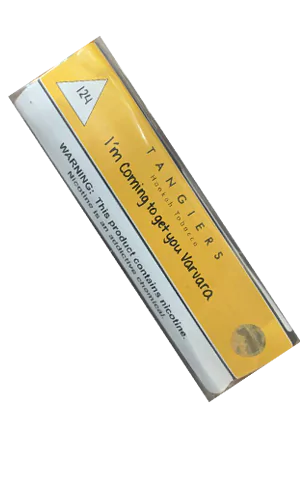 124
TANGIERS
Hookah Tobacco
I'm Coming to get you Varvara
WARNING: This product contains nicotine.
Nicotine is an addictive chemical.